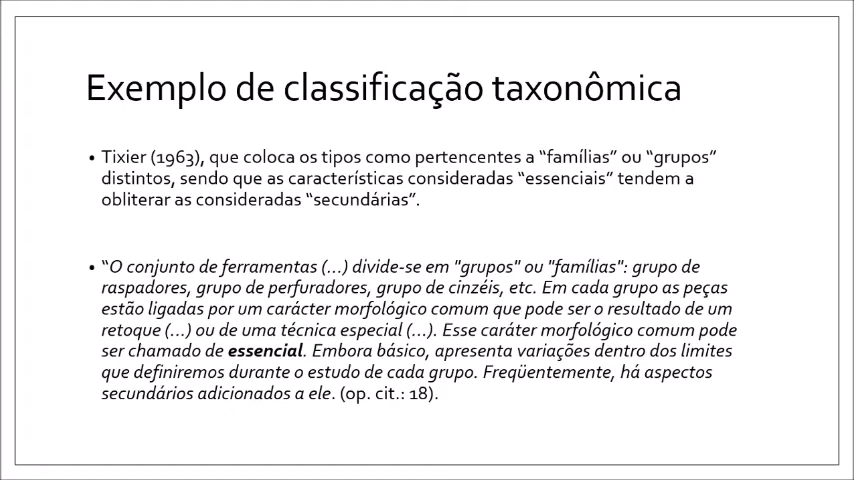 Exemplo de classificação taxonômica
• Tixier (1963), que coloca os tipos como pertencentes a “famílias” ou “grupos”
distintos, sendo que as características consideradas “essenciais” tendem a
obliterar as consideradas “secundárias”.
• “O conjunto de ferramentas (...) divide-se em "grupos" ou "famílias": grupo de
raspadores, grupo de perfuradores, grupo de cinzéis, etc. Em cada grupo as peças
estão ligadas por um carácter morfológico comum que pode ser o resultado de um
retoque (...) ou de uma técnica especial (...). Esse caráter morfológico comum pode
ser chamado de essencial. Embora básico, apresenta variações dentro dos limites
que definiremos durante o estudo de cada grupo. Freqüentemente, há aspectos
secundários adicionados a ele. (op. cit.: 18).